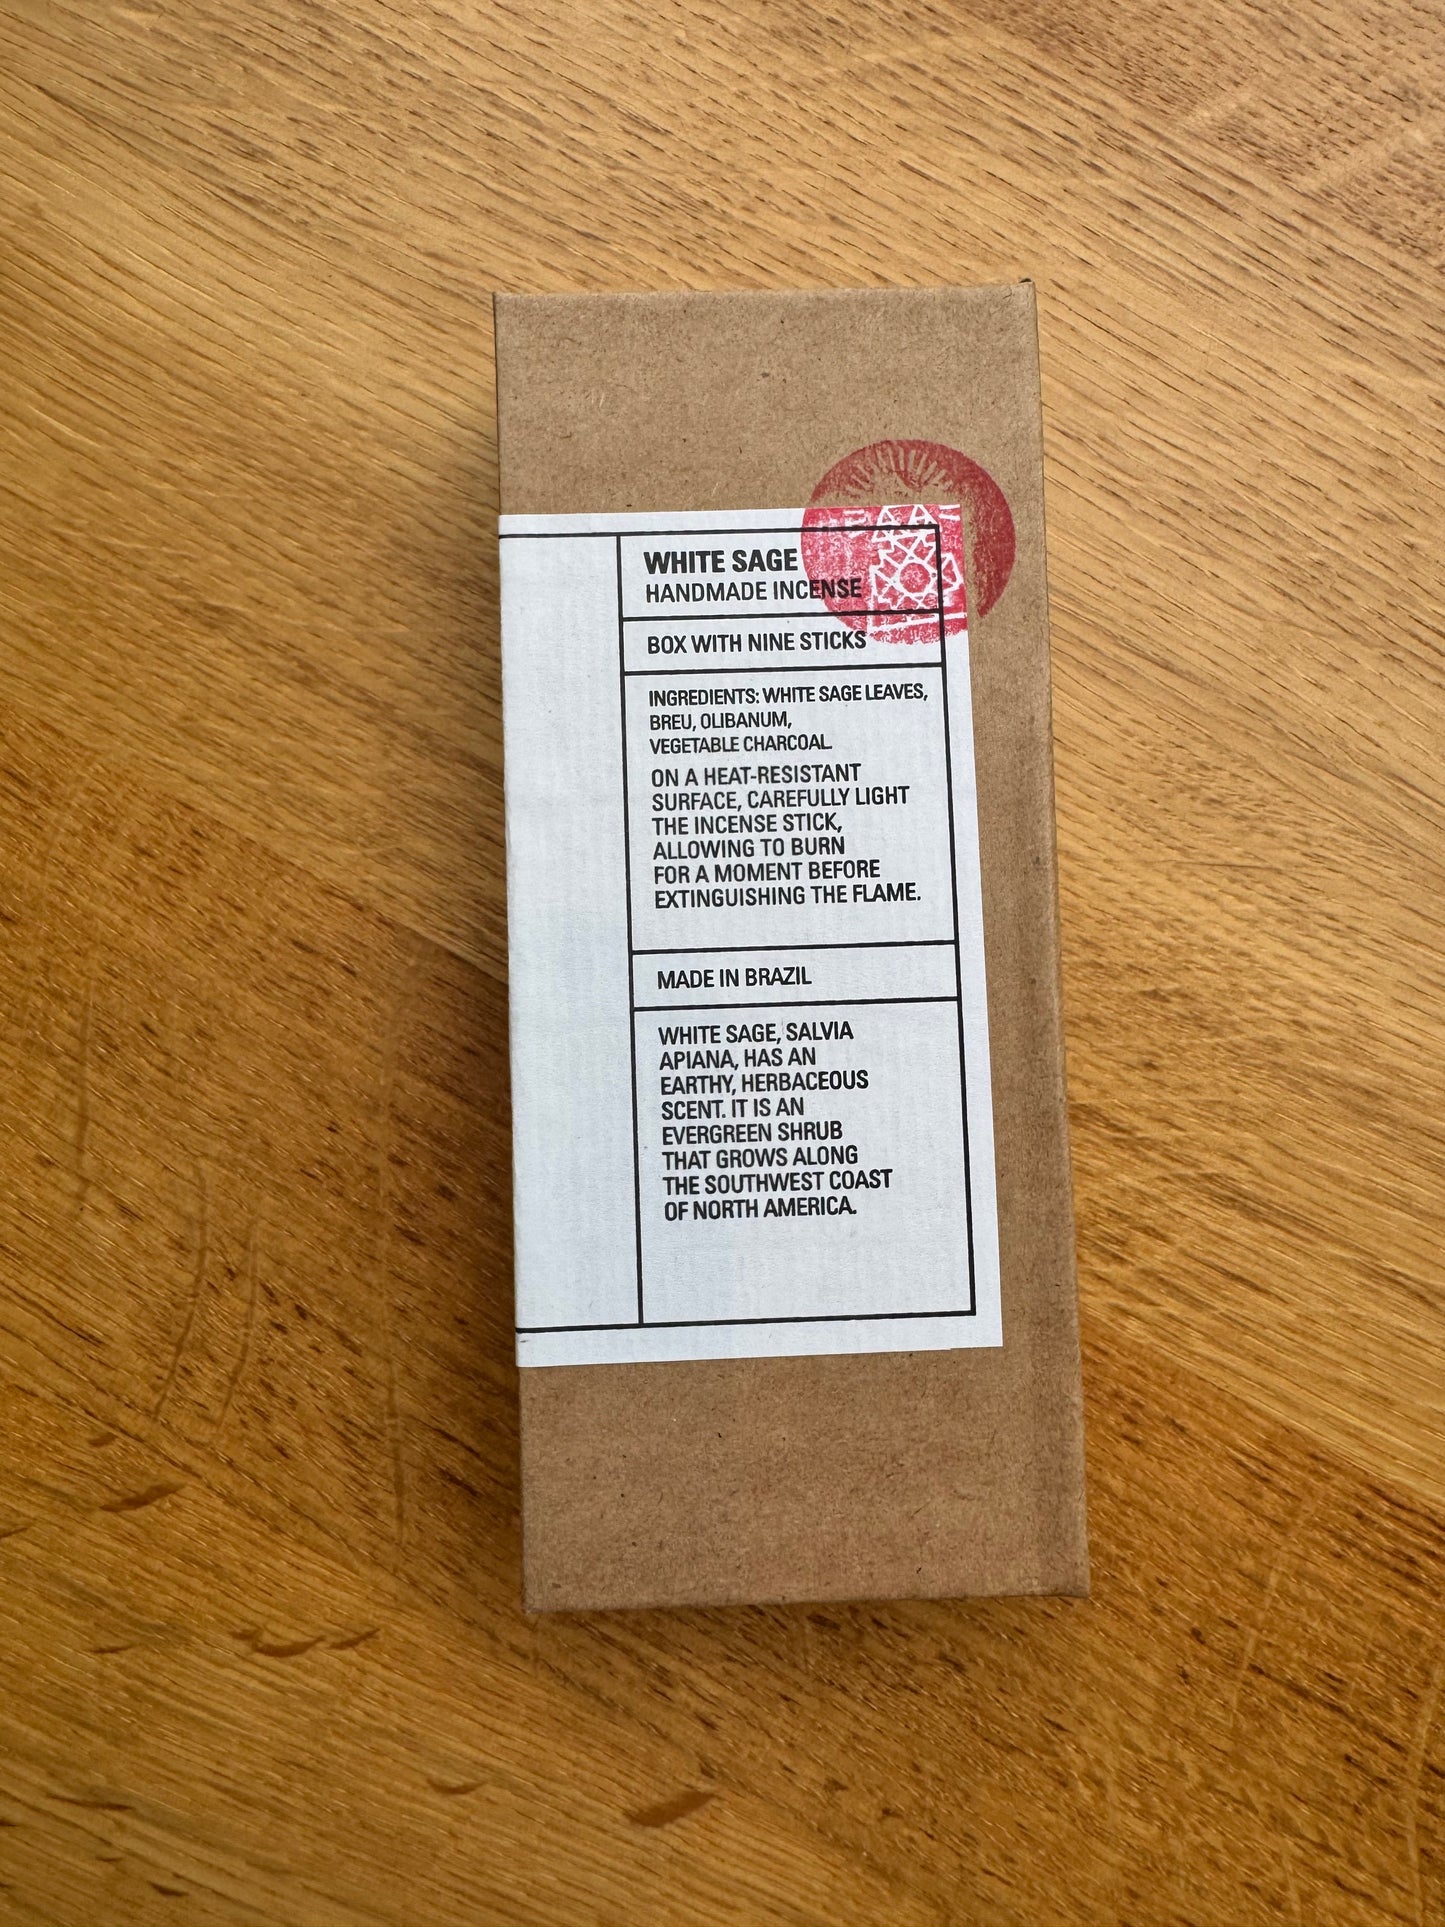 WHITE SAGE
HANDMADE INCENSE
BOX WITH NINE STICKS
INGREDIENTS: WHITE SAGE LEAVES,
BREU, OLIBANUM,
VEGETABLE CHARCOAL.
ON A HEAT-RESISTANT
SURFACE, CAREFULLY LIGHT
THE INCENSE STICK,
ALLOWING TO BURN
FOR A MOMENT BEFORE
EXTINGUISHING THE FLAME.
MADE IN BRAZIL
WHITE SAGE, SALVIA
APIANA, HAS AN
EARTHY, HERBACEOUS
SCENT. IT IS AN
EVERGREEN SHRUB
THAT GROWS ALONG
THE SOUTHWEST COAST
OF NORTH AMERICA.